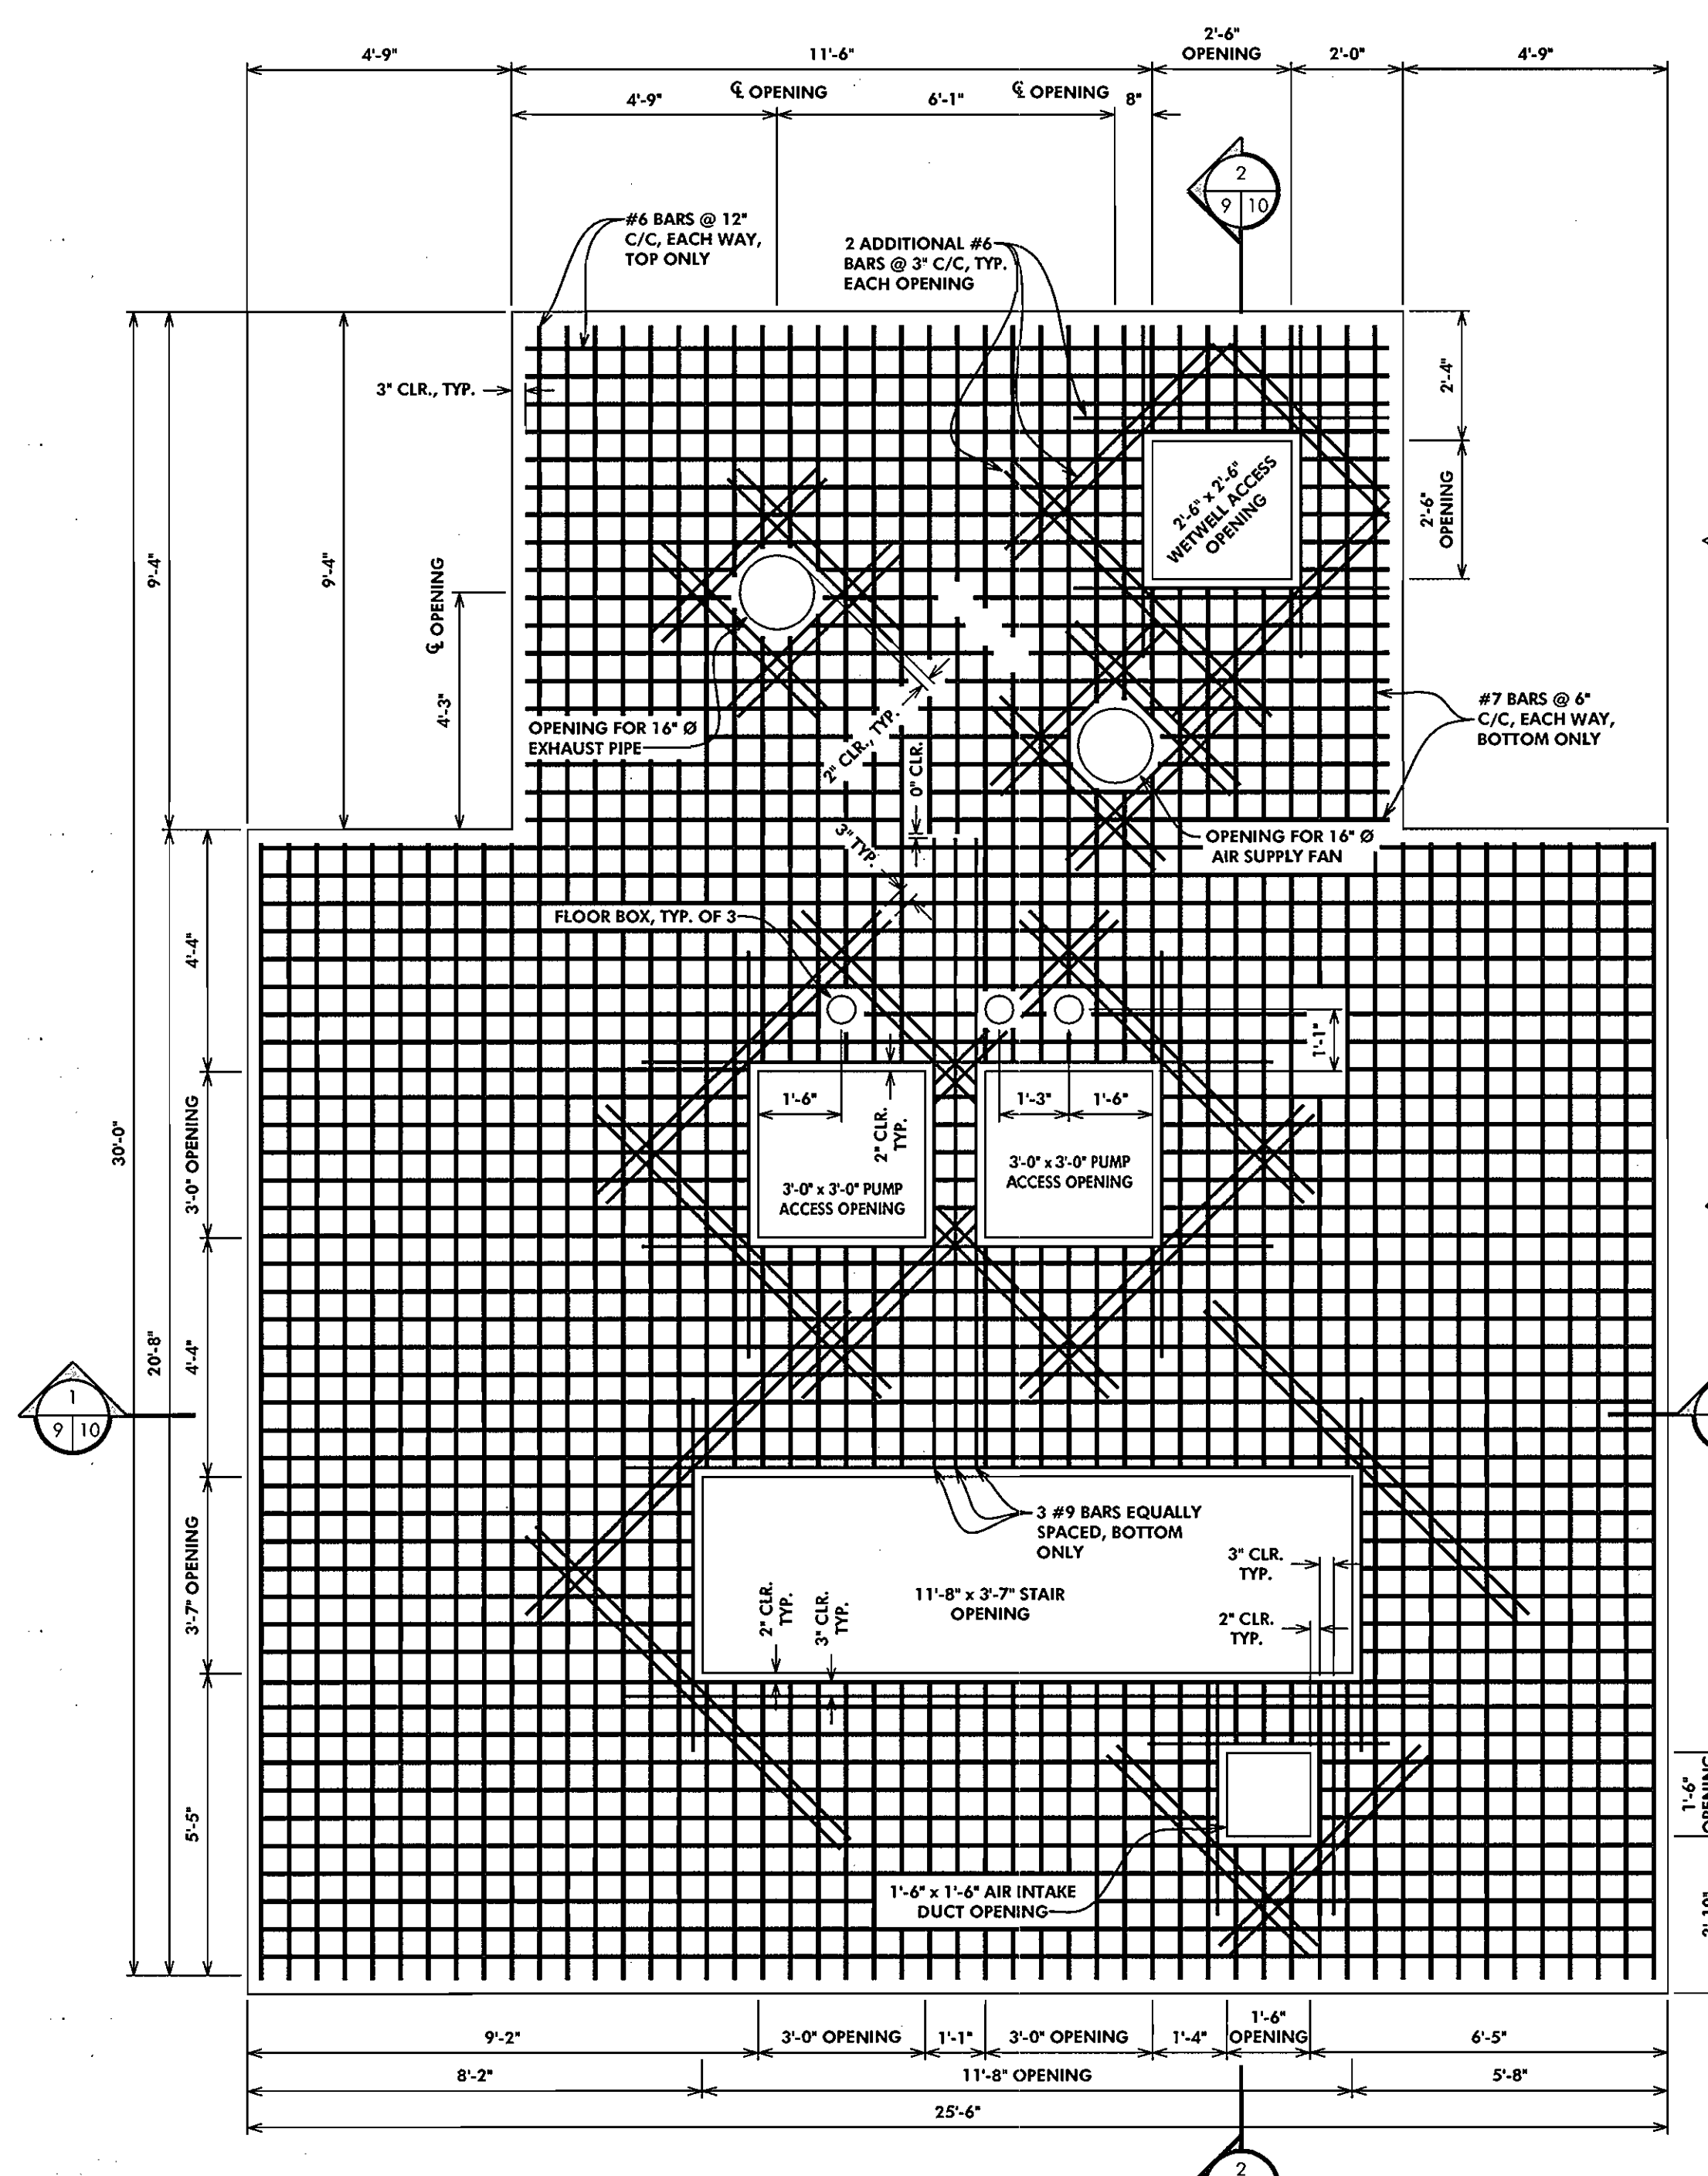 4'-9"
11'-6"
2'-6"
OPENING
2'-0"
4'-9"
4'-9"
℄ OPENING
6'-1"
℄ OPENING
8"
2
9 10
#6 BARS @ 12"
C/C, EACH WAY,
TOP ONLY
2 ADDITIONAL #6
BARS @ 3" C/C, TYP.
EACH OPENING
3" CLR., TYP.
9'-4"
9'-4"
℄ OPENING
4'-3"
2'-4"
2'-6"
OPENING
2'-6" x 2'-6"
WETWELL ACCESS
OPENING
OPENING FOR 16" Ø
EXHAUST PIPE
2" CLR., TYP.
0" CLR.
3" TYP.
#7 BARS @ 6"
C/C, EACH WAY,
BOTTOM ONLY
OPENING FOR 16" Ø
AIR SUPPLY FAN
FLOOR BOX, TYP. OF 3
4'-4"
1'-1"
30'-0"
3'-0" OPENING
1'-6"
2" CLR.
TYP.
1'-3"
1'-6"
3'-0" x 3'-0" PUMP
ACCESS OPENING
3'-0" x 3'-0" PUMP
ACCESS OPENING
20'-8"
4'-4"
1
9 10
3 #9 BARS EQUALLY
SPACED, BOTTOM
ONLY
3'-7" OPENING
11'-8" x 3'-7" STAIR
OPENING
2" CLR.
TYP.
3" CLR.
TYP.
3" CLR.
TYP.
2" CLR.
TYP.
5'-5"
1'-6"
OPENING
1'-6" x 1'-6" AIR INTAKE
DUCT OPENING
9'-2"
3'-0" OPENING
1'-1"
3'-0" OPENING
1'-4"
1'-6"
OPENING
6'-5"
8'-2"
11'-8" OPENING
5'-8"
25'-6"
2